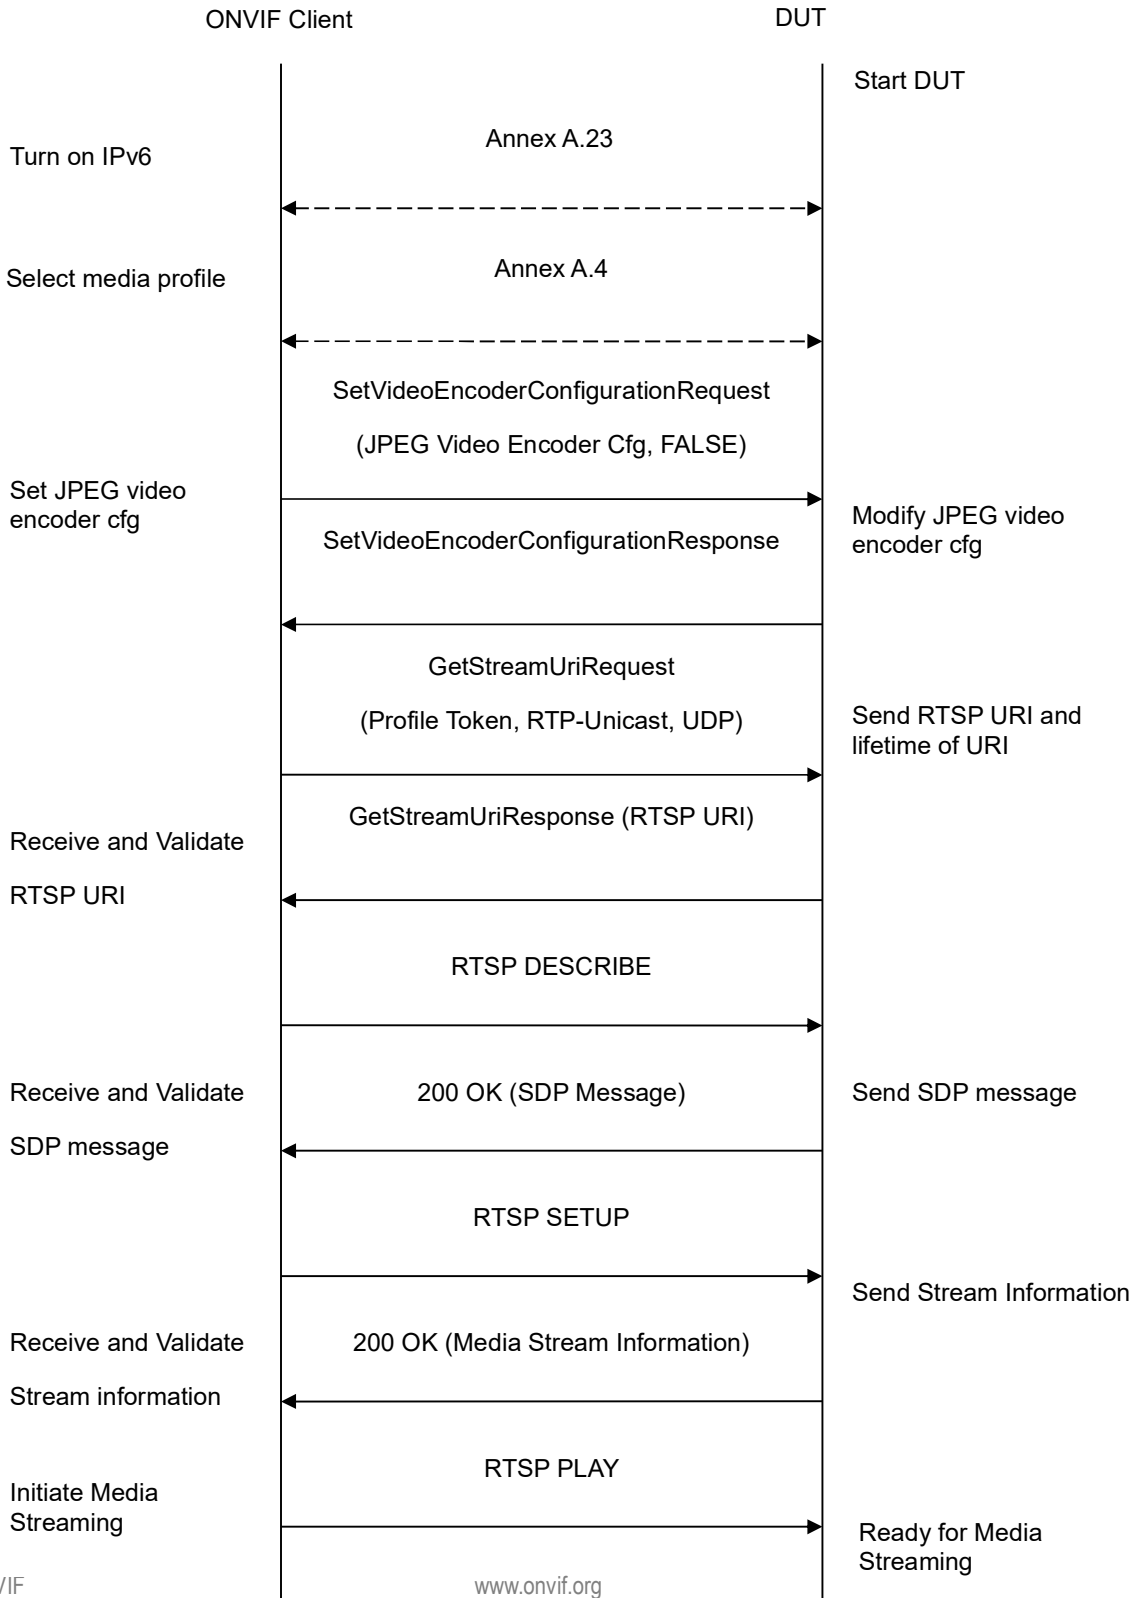 ONVIF Client
DUT
Start DUT
Annex A.23
Turn on IPv6
Annex A.4
Select media profile
SetVideoEncoderConfigurationRequest
(JPEG Video Encoder Cfg, FALSE)
Set JPEG video
encoder cfg
Modify JPEG video
encoder cfg
SetVideoEncoderConfigurationResponse
GetStreamUriRequest
(Profile Token, RTP-Unicast, UDP)
Send RTSP URI and
lifetime of URI
GetStreamUriResponse (RTSP URI)
Receive and Validate
RTSP URI
RTSP DESCRIBE
Receive and Validate
SDP message
200 OK (SDP Message)
Send SDP message
RTSP SETUP
Send Stream Information
Receive and Validate
Stream information
200 OK (Media Stream Information)
RTSP PLAY
Initiate Media
Streaming
Ready for Media
Streaming
/IF
www.onvif.org